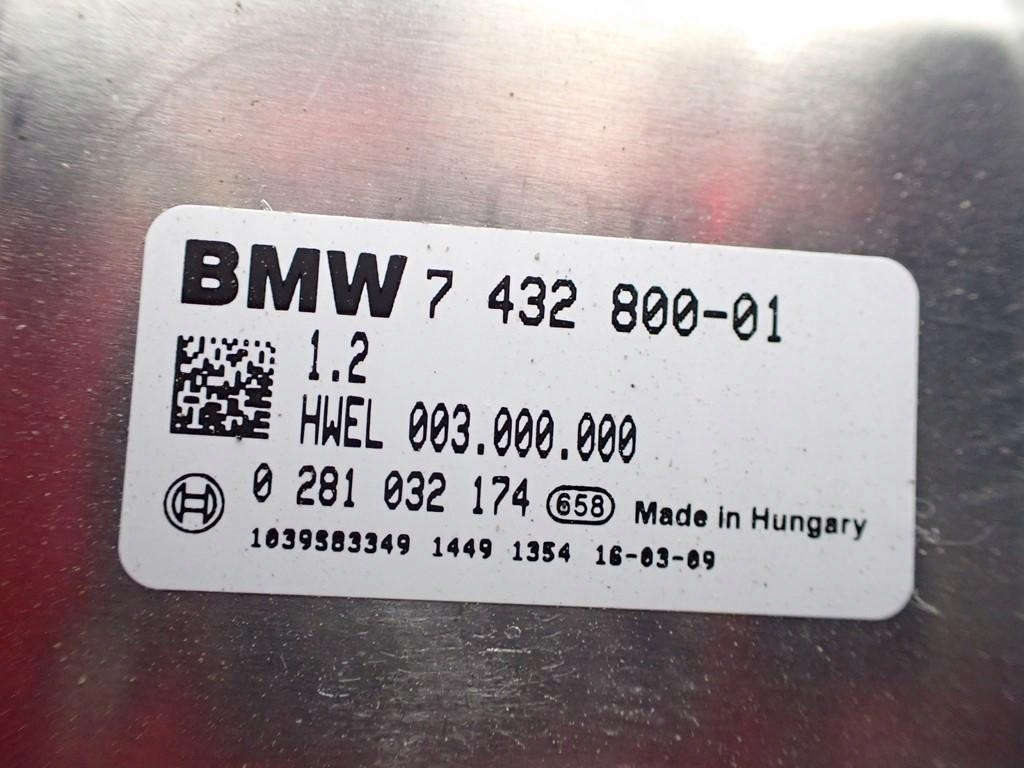 BMW 7 432 800-01
1.2
HWEL 003.000.000
0 281 032 174 658 Made in Hungary
1039S83349 1449 1354 16-03-09